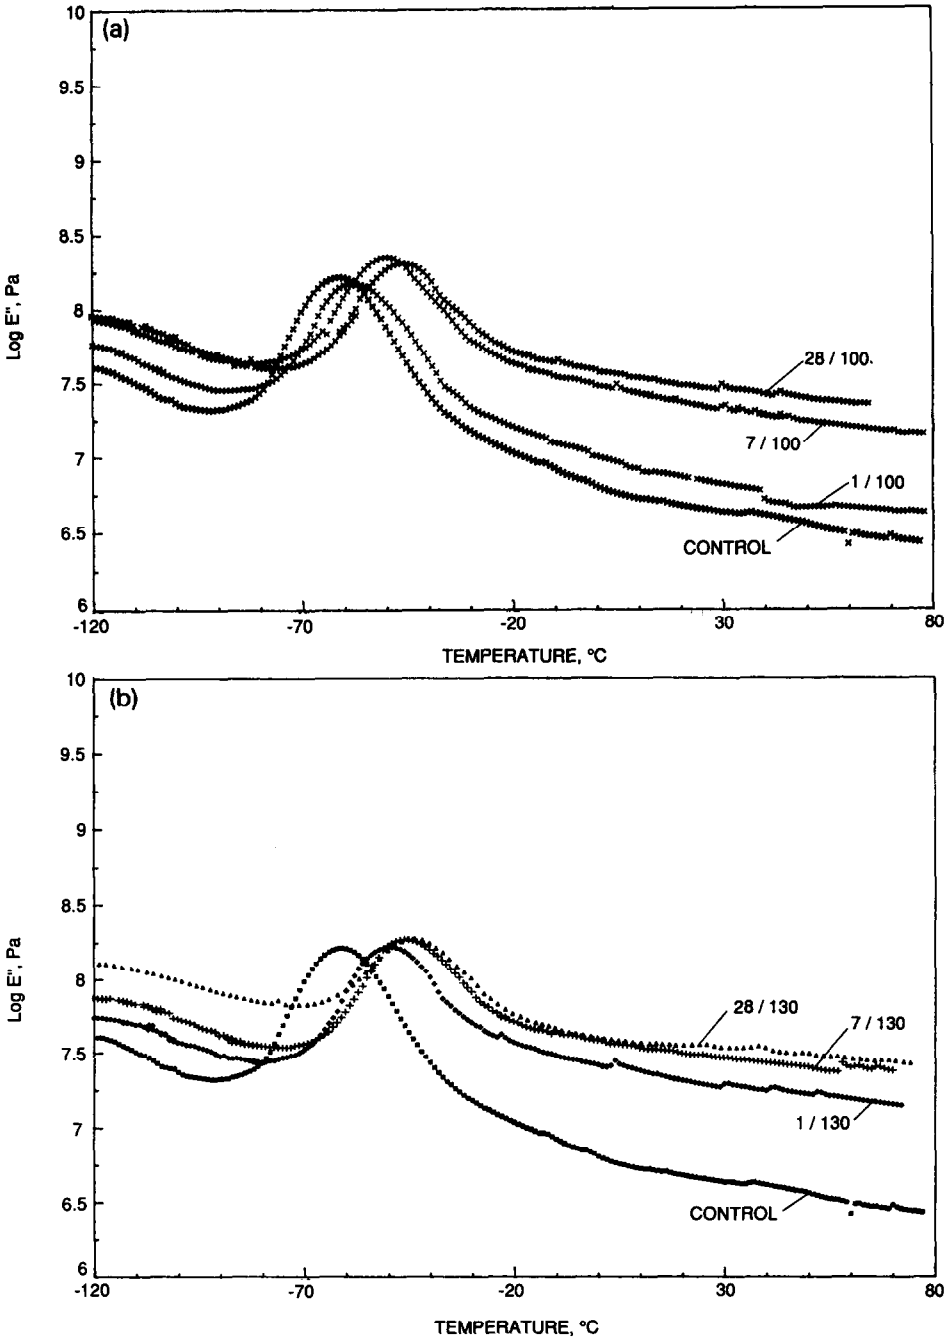 (a)
10
9.5
9
8.5
8
7.5
7
6.5
6
Log E", Pa
28 / 100
7 / 100
1 / 100
CONTROL
-120
-70
-20
30
80
TEMPERATURE, °C
(b)
10
9.5
9
8.5
8
7.5
7
6.5
6
Log E", Pa
28 / 130
7 / 130
1 / 130
CONTROL
-120
-70
-20
30
80
TEMPERATURE, °C